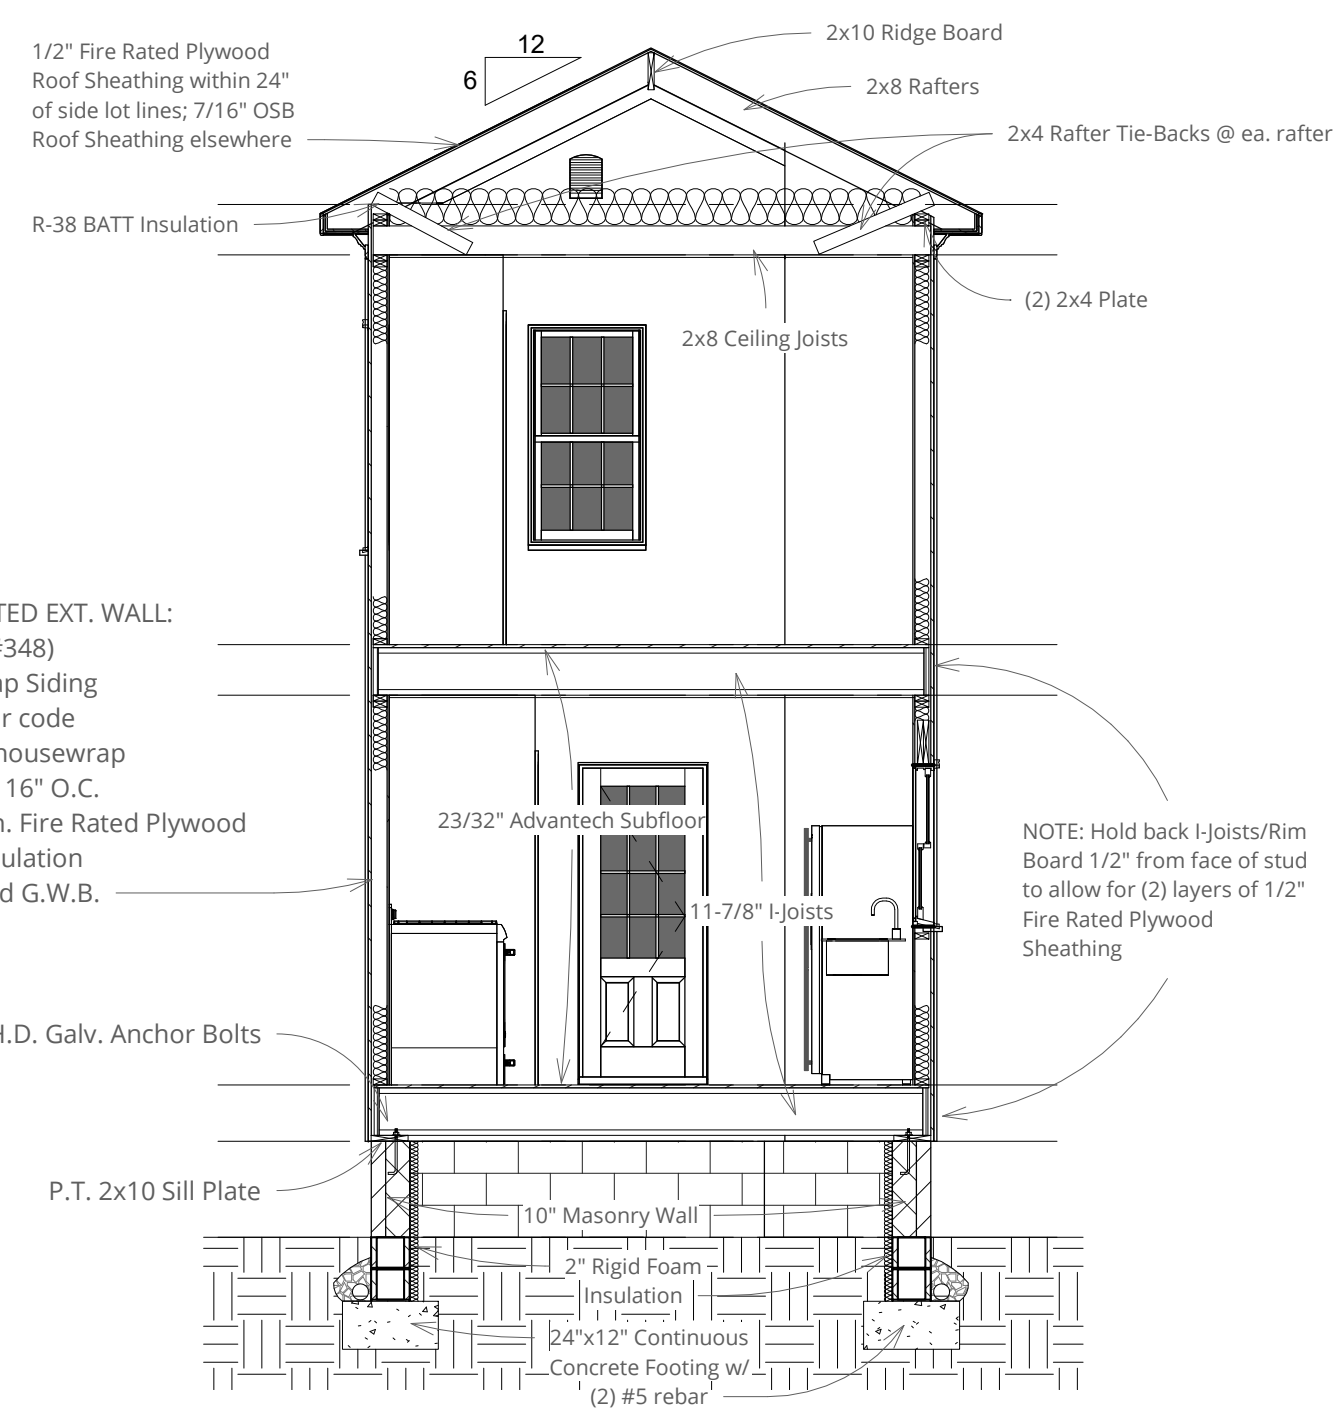 1/2" Fire Rated Plywood
Roof Sheathing within 24"
of side lot lines; 7/16" OSB
Roof Sheathing elsewhere
12
6
2x10 Ridge Board
2x8 Rafters
2x4 Rafter Tie-Backs @ ea. rafter
R-38 BATT Insulation
(2) 2x4 Plate
2x8 Ceiling Joists
TED EXT. WALL:
#348)
ap Siding
r code
housewrap
16" O.C.
n. Fire Rated Plywood
ulation
d G.W.B.
23/32" Advantech Subfloor
11-7/8" I-Joists
NOTE: Hold back I-Joists/Rim
Board 1/2" from face of stud
to allow for (2) layers of 1/2"
Fire Rated Plywood
Sheathing
H.D. Galv. Anchor Bolts
P.T. 2x10 Sill Plate
10" Masonry Wall
2" Rigid Foam
Insulation
24"x12" Continuous
Concrete Footing w/
(2) #5 rebar